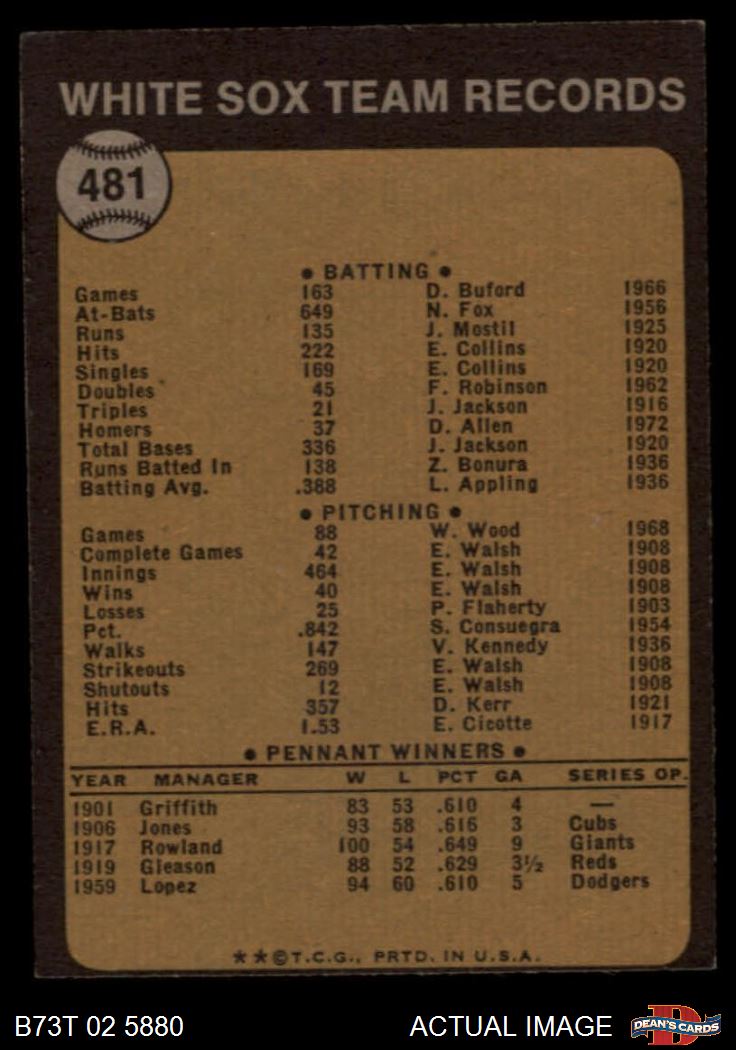 WHITE SOX TEAM RECORDS
481
● BATTING ●
Games 163 D. Buford 1966
At-Bats 649 N. Fox 1956
Runs 135 J. Mostil 1925
Hits 222 E. Collins 1920
Singles 169 E. Collins 1920
Doubles 45 F. Robinson 1962
Triples 21 J. Jackson 1916
Homers 37 D. Allen 1972
Total Bases 336 J. Jackson 1920
Runs Batted In 138 Z. Bonura 1936
Batting Avg. .388 L. Appling 1936
● PITCHING ●
Games 88 W. Wood 1968
Complete Games 42 E. Walsh 1908
Innings 464 E. Walsh 1908
Wins 40 E. Walsh 1908
Losses 25 P. Flaherty 1903
Pct. .842 S. Consuegra 1954
Walks 147 V. Kennedy 1936
Strikeouts 269 E. Walsh 1908
Shutouts 12 E. Walsh 1908
Hits 357 D. Kerr 1921
E.R.A. 1.53 E. Cicotte 1917
● PENNANT WINNERS ●
YEAR MANAGER W L PCT GA SERIES OP.
1901 Griffith 83 53 .610 4 —
1906 Jones 93 58 .616 3 Cubs
1917 Rowland 100 54 .649 9 Giants
1919 Gleason 88 52 .629 3½ Reds
1959 Lopez 94 60 .610 5 Dodgers
★★©T.C.G., PRTD. IN U.S.A.
B73T 02 5880 ACTUAL IMAGE DEAN'S CARDS